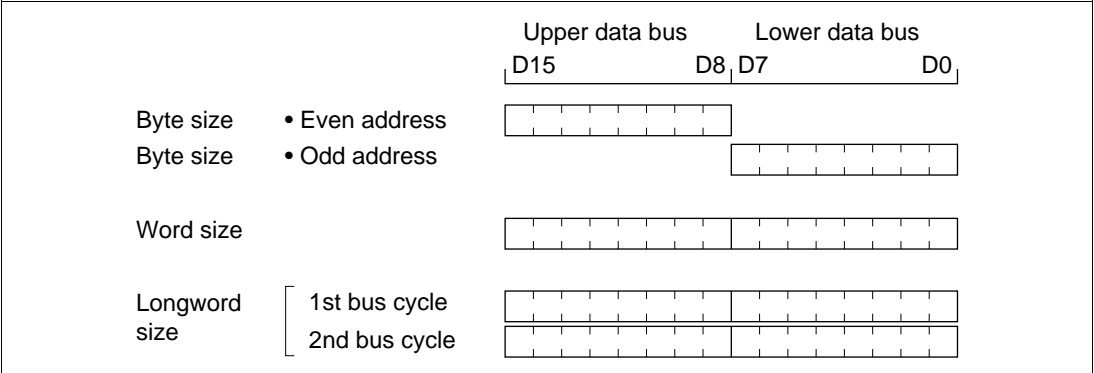 Upper data bus Lower data bus
D15 D8 D7 D0
Byte size • Even address
Byte size • Odd address
Word size
Longword size 1st bus cycle
2nd bus cycle